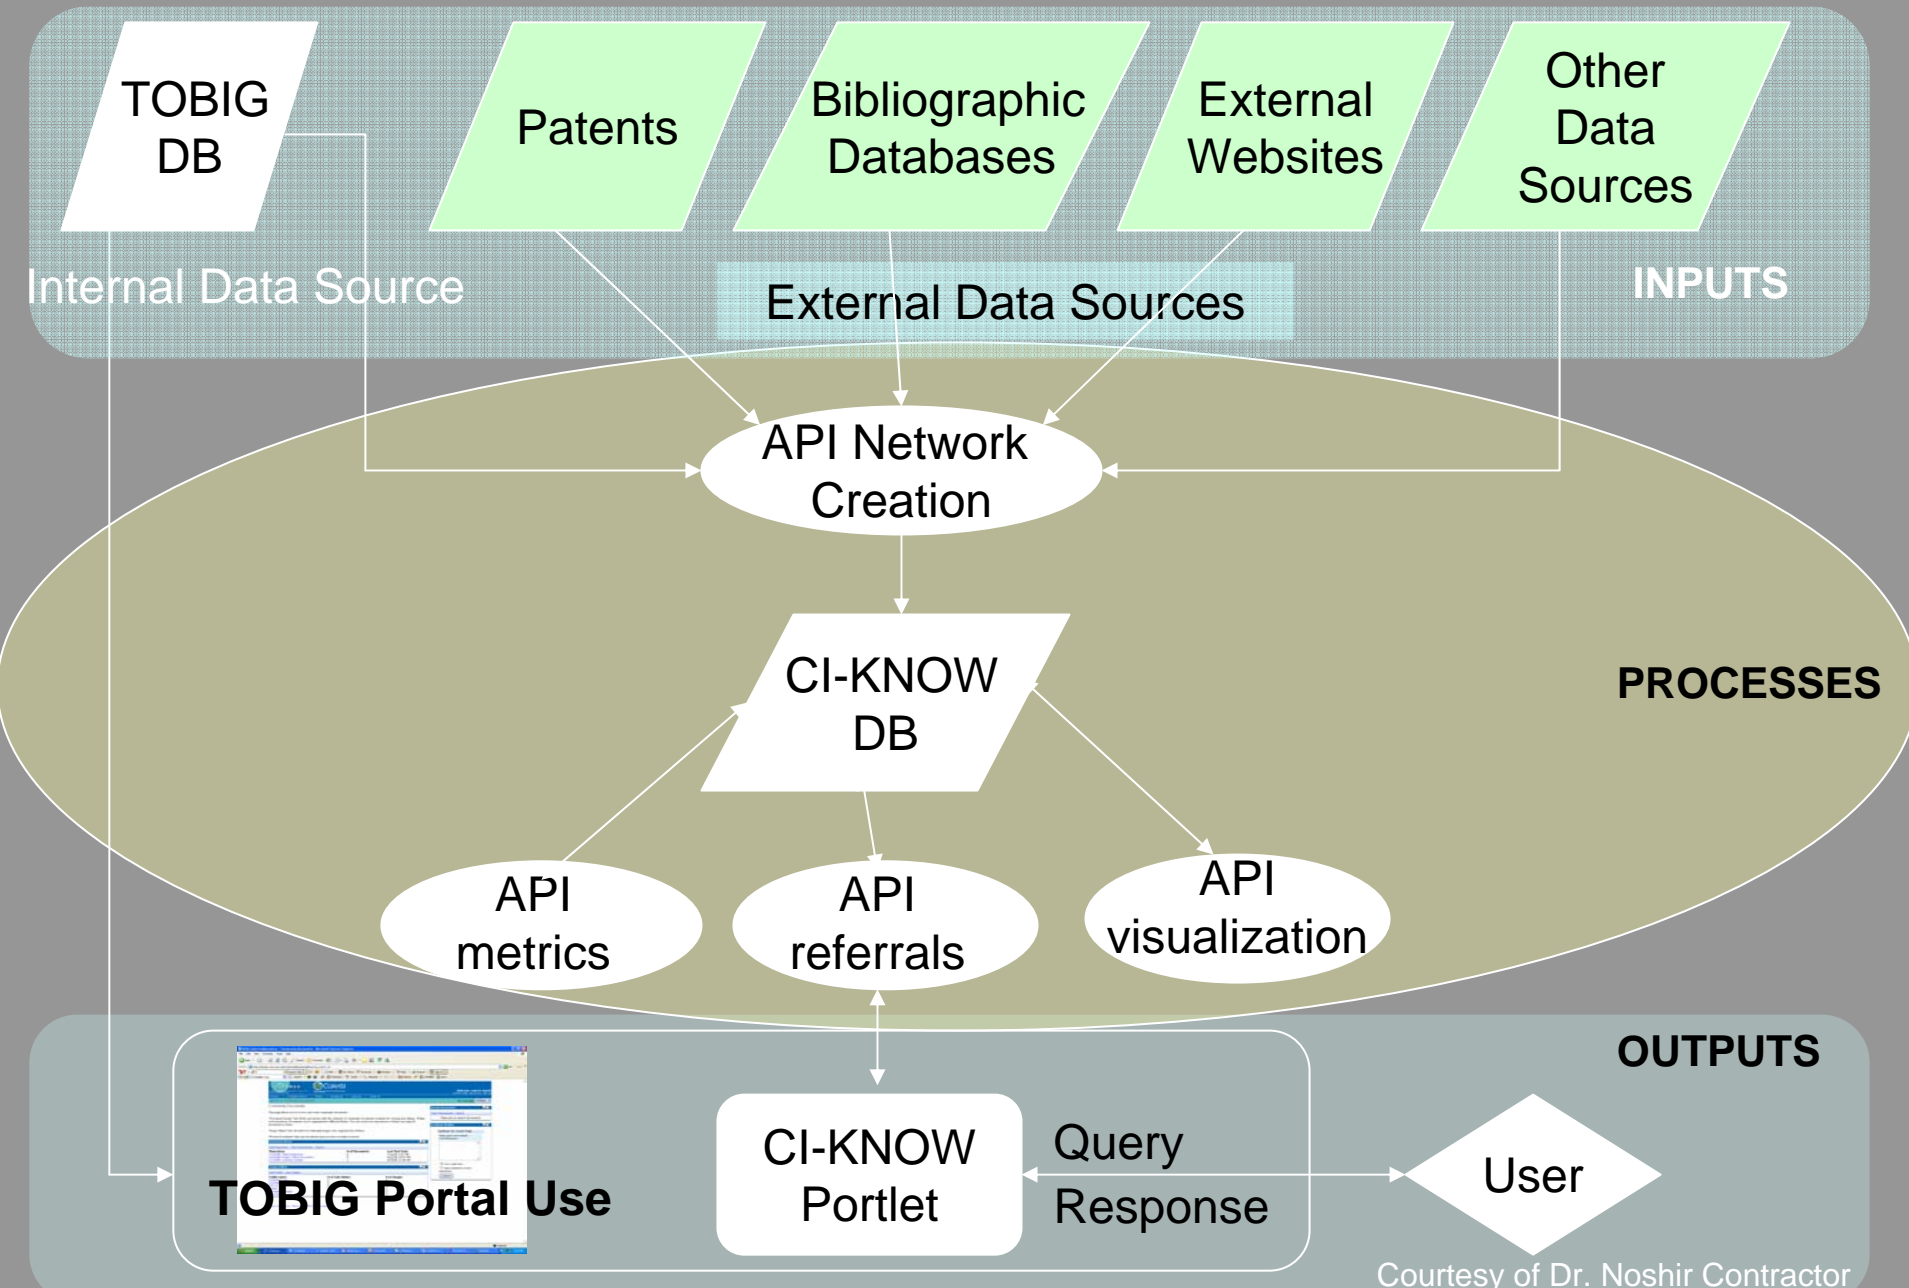 TOBIG
DB
Patents
Bibliographic
Databases
External
Websites
Other
Data
Sources
Internal Data Source
External Data Sources
INPUTS
API Network
Creation
CI-KNOW
DB
PROCESSES
API
metrics
API
referrals
API
visualization
OUTPUTS
TOBIG Portal Use
CI-KNOW
Portlet
Query
Response
User
Courtesy of Dr. Noshir Contractor